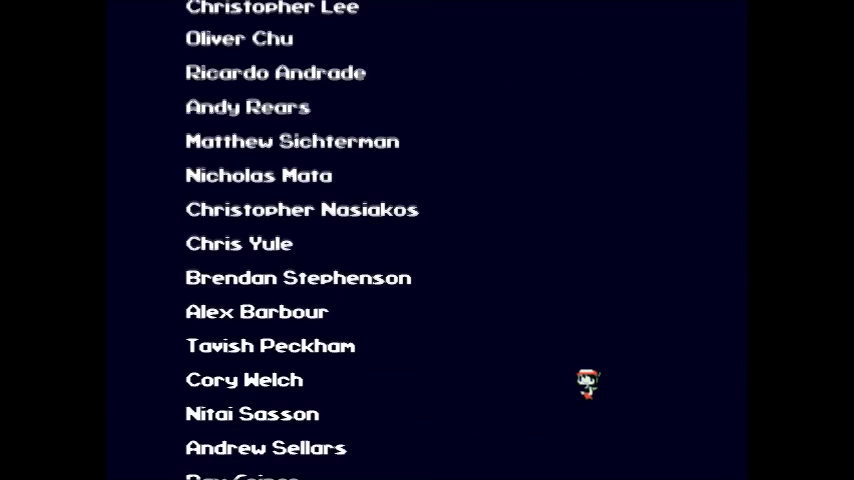 Christopher Lee
Oliver Chu
Ricardo Andrade
Andy Rears
Matthew Sichterman
Nicholas Mata
Christopher Nasiakos
Chris Yule
Brendan Stephenson
Alex Barbour
Tavish Peckham
Cory Welch
Nitai Sasson
Andrew Sellars